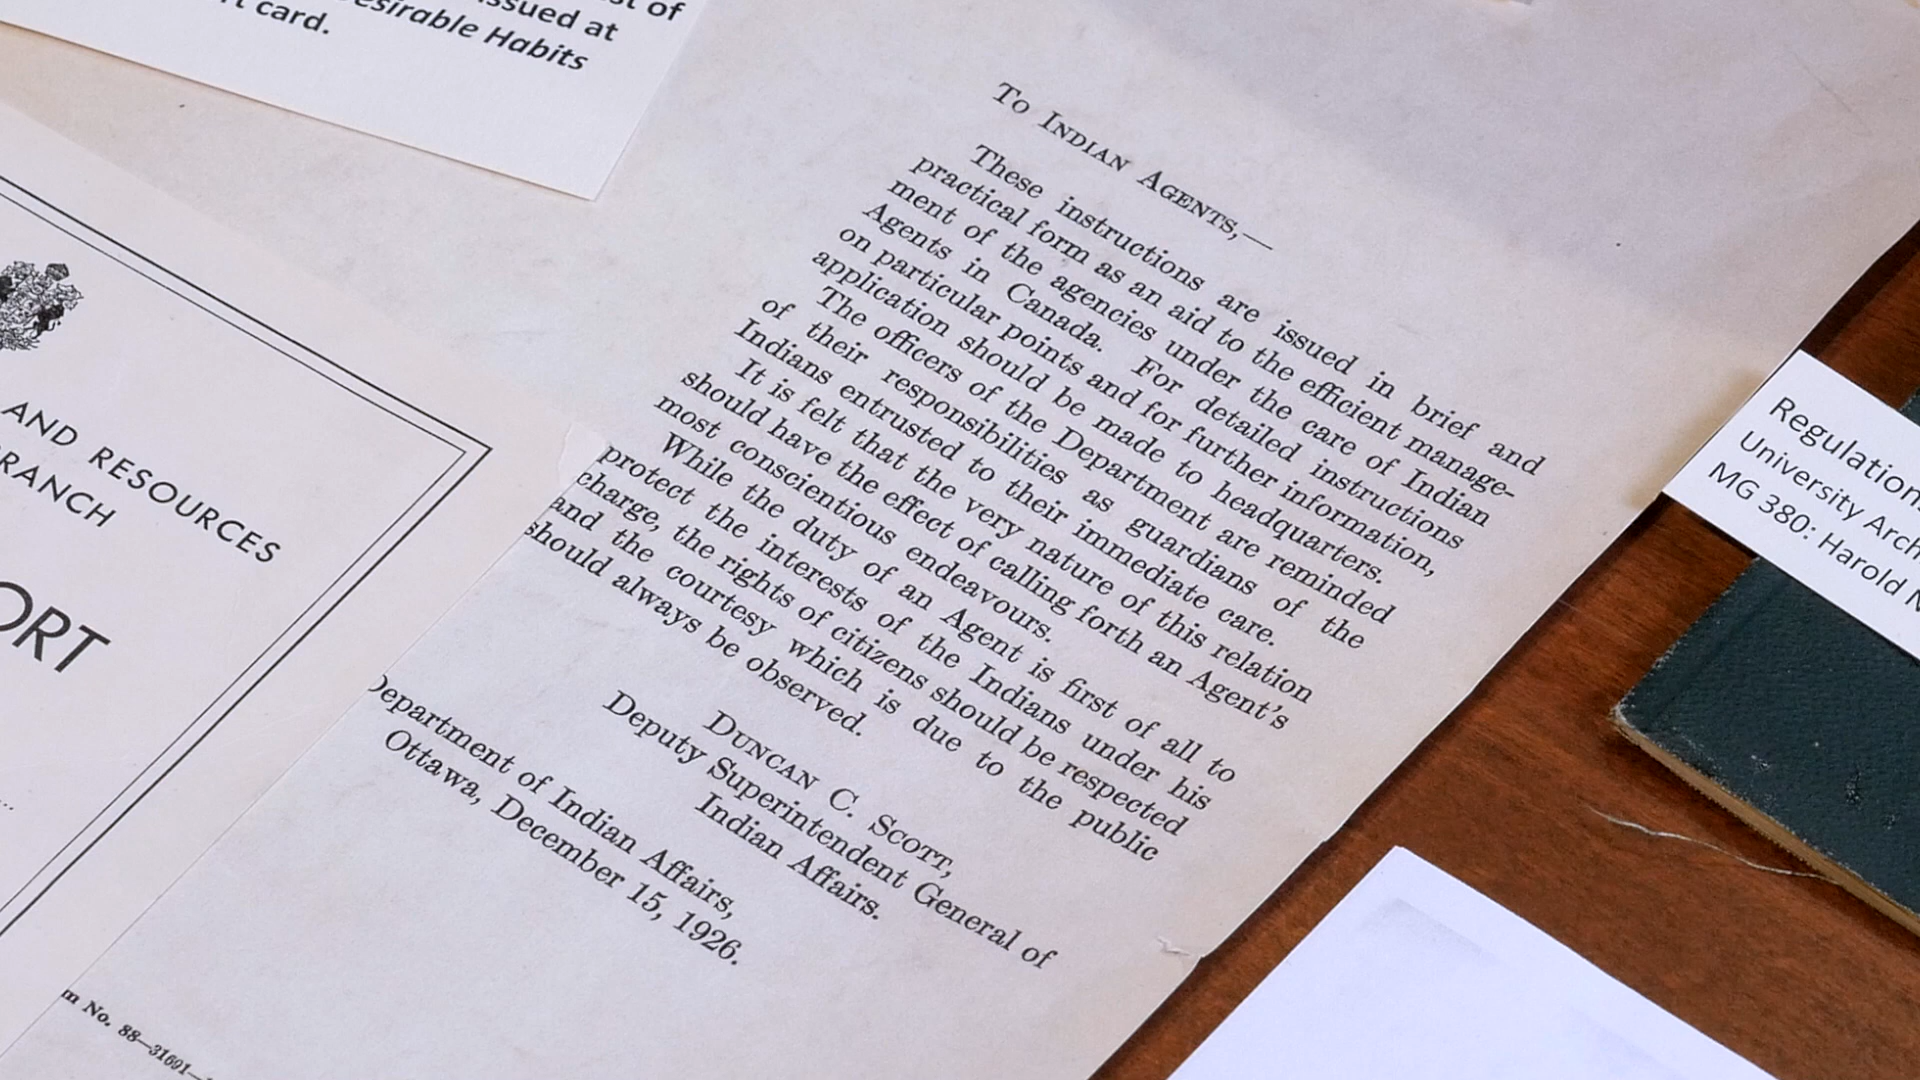 st of
issued at
esirable Habits
t card.
AND RESOURCES
RANCH
ORT
To INDIAN AGENTS,—
These instructions are issued in brief and
practical form as an aid to the efficient manage-
ment of the agencies under the care of Indian
Agents in Canada. For detailed instructions
on particular points and for further information,
application should be made to headquarters.
The officers of the Department are reminded
of their responsibilities as guardians of the
Indians entrusted to their immediate care.
It is felt that the very nature of this relation
should have the effect of calling forth an Agent's
most conscientious endeavours.
While the duty of an Agent is first of all to
protect the interests of the Indians under his
charge, the rights of citizens should be respected
and the courtesy which is due to the public
should always be observed.
DUNCAN C. SCOTT,
Deputy Superintendent General of
Indian Affairs.
Department of Indian Affairs,
Ottawa, December 15, 1926.
m No. 88—31691—
Regulation
University Arch
MG 380: Harold